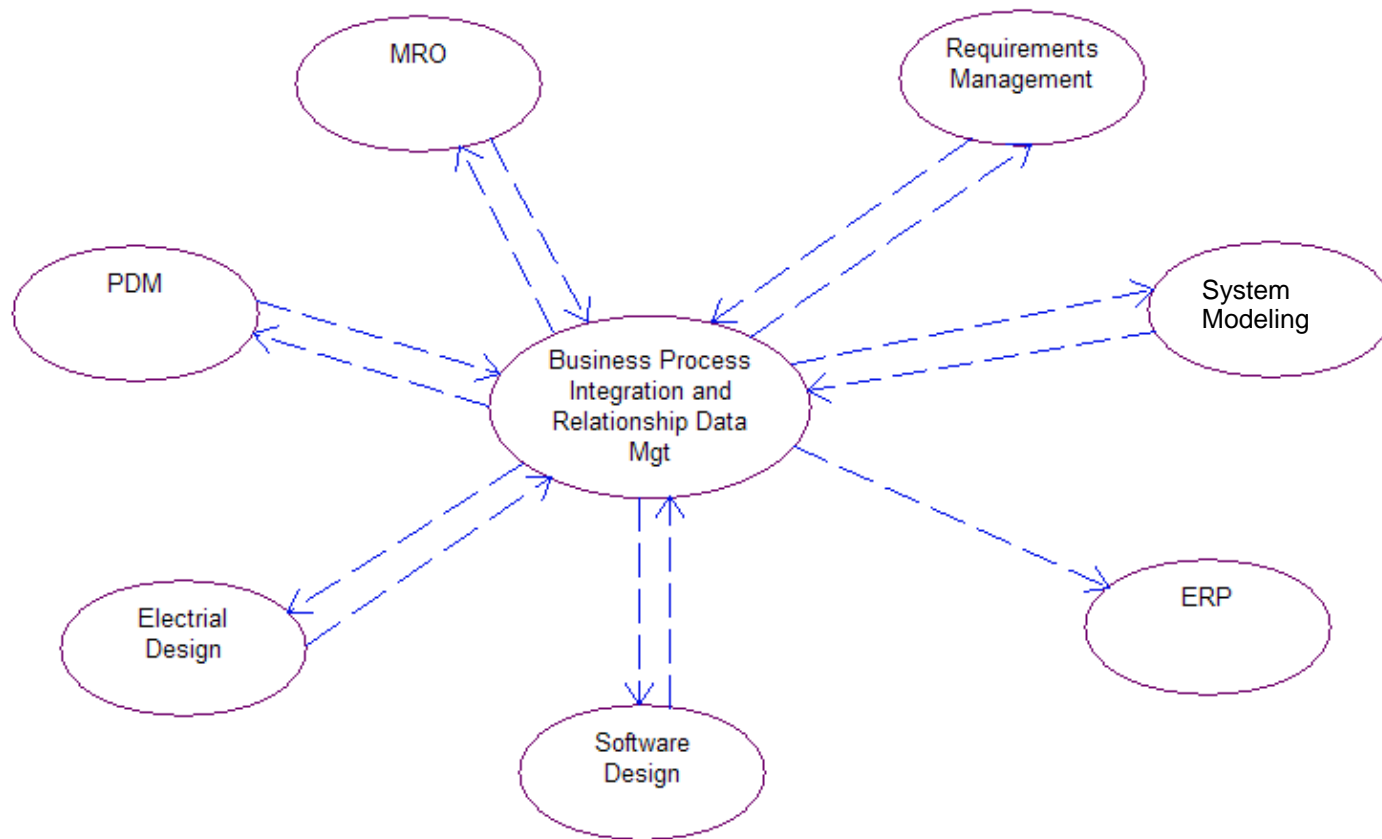 MRO
Requirements
Management
PDM
System
Modeling
Business Process
Integration and
Relationship Data
Mgt
Electrial
Design
ERP
Software
Design